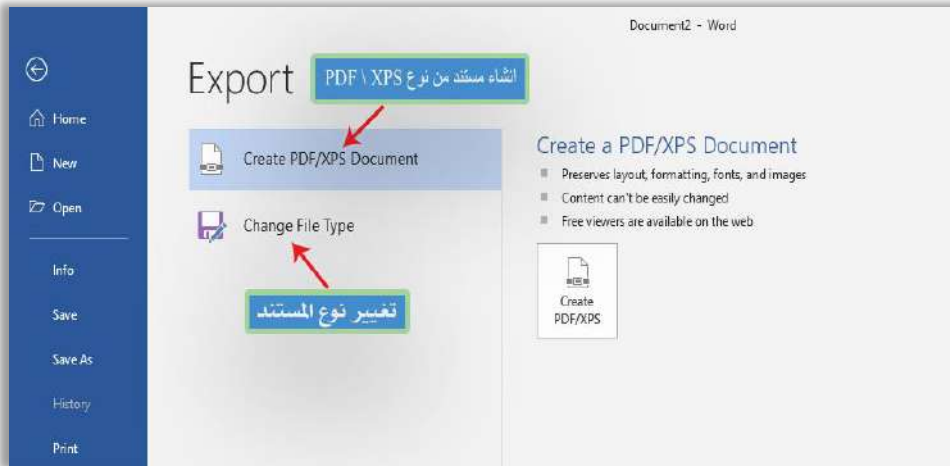 Document2 - Word
Export
انشاء مستند من نوع PDF \ XPS
Home
New
Open
Info
Save
Save As
History
Print
Create PDF/XPS Document
Change File Type
تغيير نوع المستند
Create a PDF/XPS Document
Preserves layout, formatting, fonts, and images
Content can't be easily changed
Free viewers are available on the web
Create
PDF/XPS